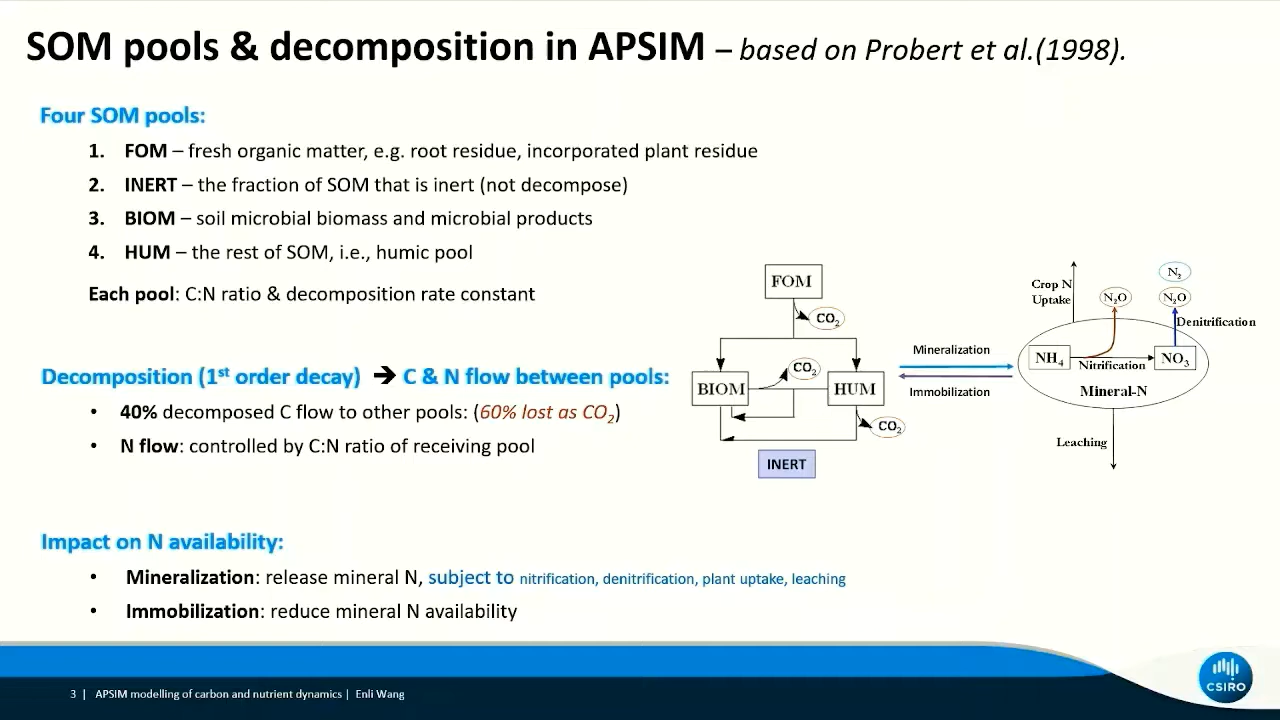 SOM pools & decomposition in APSIM – based on Probert et al.(1998).
Four SOM pools:
1. FOM – fresh organic matter, e.g. root residue, incorporated plant residue
2. INERT – the fraction of SOM that is inert (not decompose)
3. BIOM – soil microbial biomass and microbial products
4. HUM – the rest of SOM, i.e., humic pool
Each pool: C:N ratio & decomposition rate constant
Decomposition (1st order decay) ➔ C & N flow between pools:
• 40% decomposed C flow to other pools: (60% lost as CO2)
• N flow: controlled by C:N ratio of receiving pool
FOM
CO2
CO2
BIOM
HUM
CO2
INERT
Mineralization
Immobilization
Crop N
Uptake
N2O
N2
N2O
Denitrification
NH4
NO3
Nitrification
Mineral-N
Leaching
Impact on N availability:
• Mineralization: release mineral N, subject to nitrification, denitrification, plant uptake, leaching
• Immobilization: reduce mineral N availability
3 | APSIM modelling of carbon and nutrient dynamics | Enli Wang
CSIRO